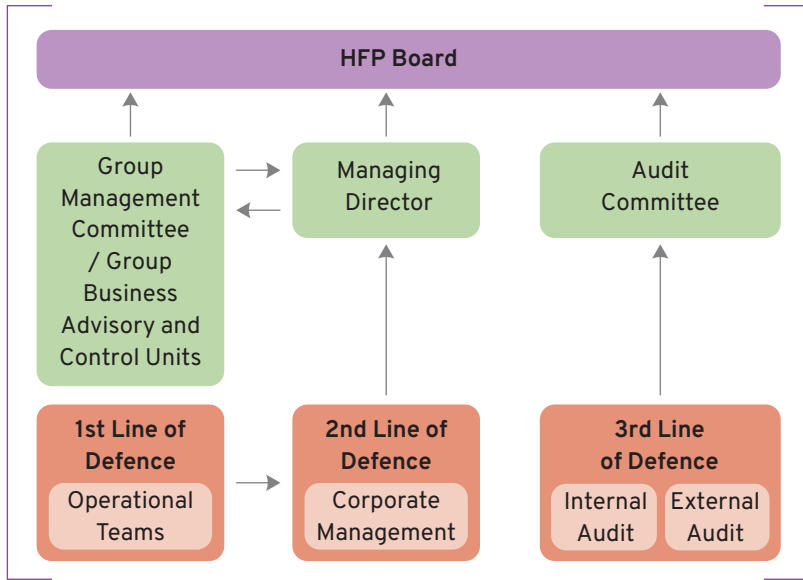 HFP Board
Group
Management
Committee
/ Group
Business
Advisory and
Control Units
Managing
Director
Audit
Committee
1st Line of
Defence
Operational
Teams
2nd Line of
Defence
Corporate
Management
3rd Line
of Defence
Internal
Audit
External
Audit